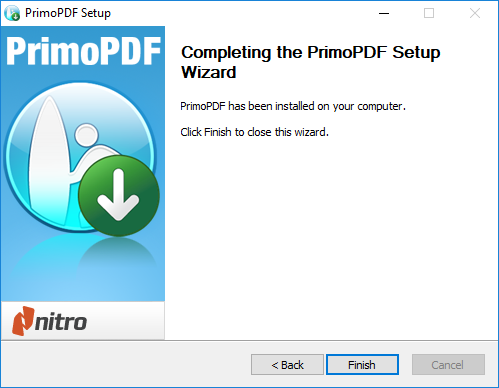 PrimoPDF Setup
PrimoPDF
Completing the PrimoPDF Setup
Wizard
PrimoPDF has been installed on your computer.
Click Finish to close this wizard.
nitro
< Back
Finish
Cancel